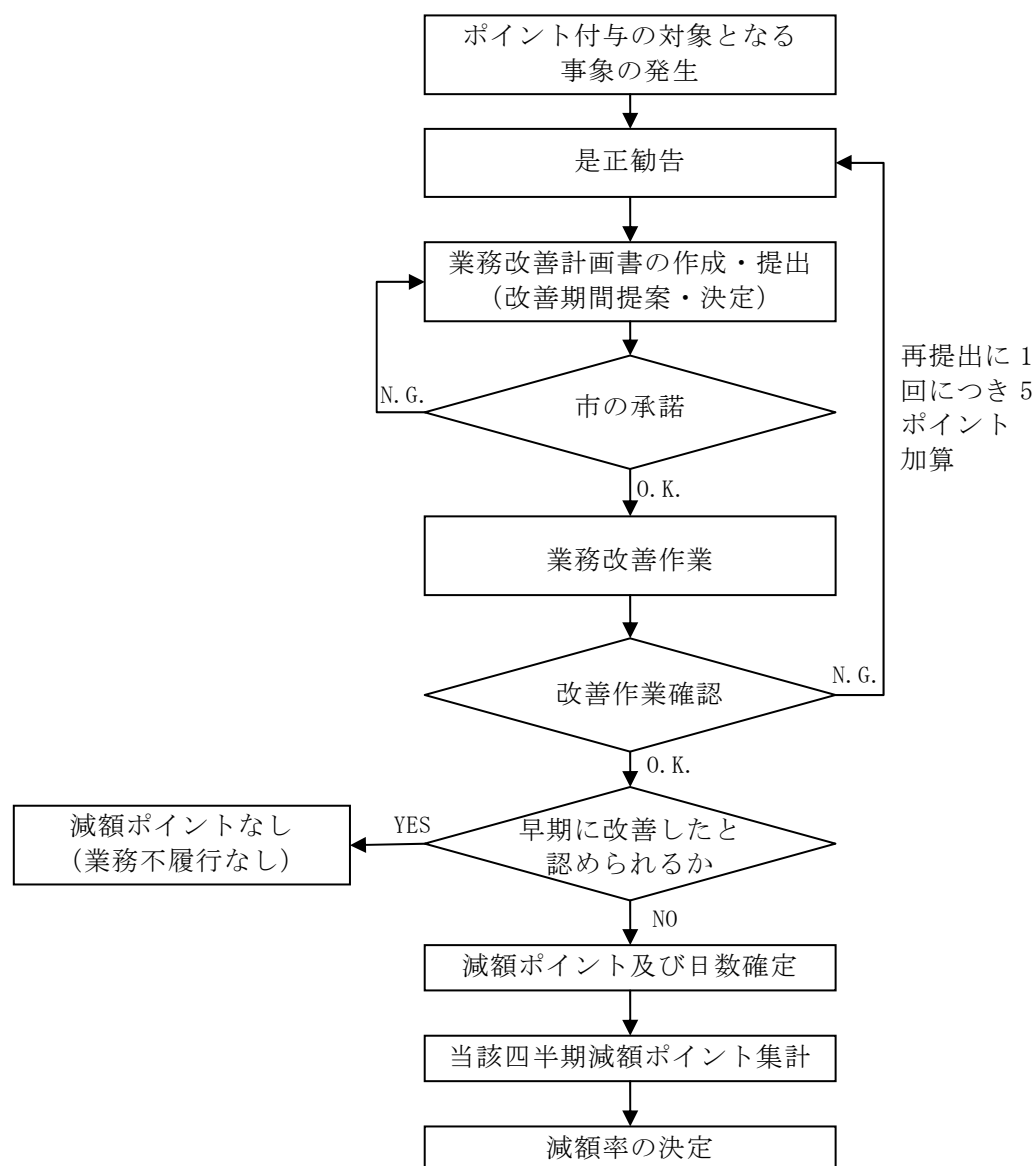 ポイント付与の対象となる
事象の発生
是正勧告
業務改善計画書の作成・提出
（改善期間提案・決定）
再提出に 1
回につき 5
ポイント
加算
N.G.
市の承諾
O.K.
業務改善作業
改善作業確認
N.G.
O.K.
減額ポイントなし
（業務不履行なし）
YES
早期に改善したと
認められるか
NO
減額ポイント及び日数確定
当該四半期減額ポイント集計
減額率の決定